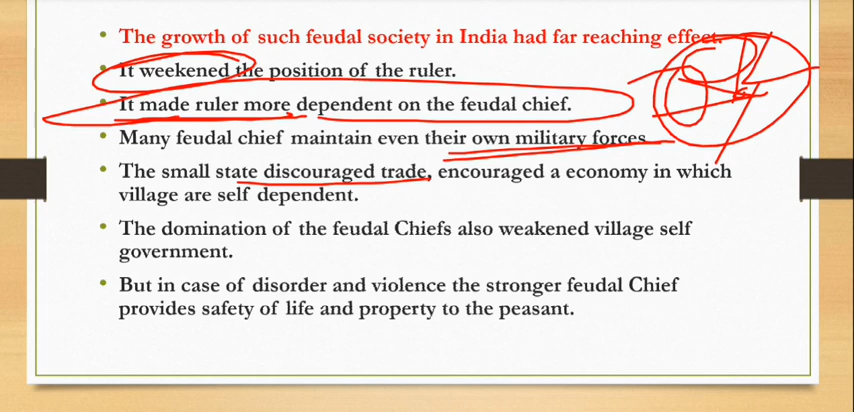 The growth of such feudal society in India had far reaching effect.
It weekened the position of the ruler.
It made ruler more dependent on the feudal chief.
Many feudal chief maintain even their own military forces
The small state discouraged trade, encouraged a economy in which
village are self dependent.
The domination of the feudal Chiefs also weakened village self
government.
But in case of disorder and violence the stronger feudal Chief
provides safety of life and property to the peasant.